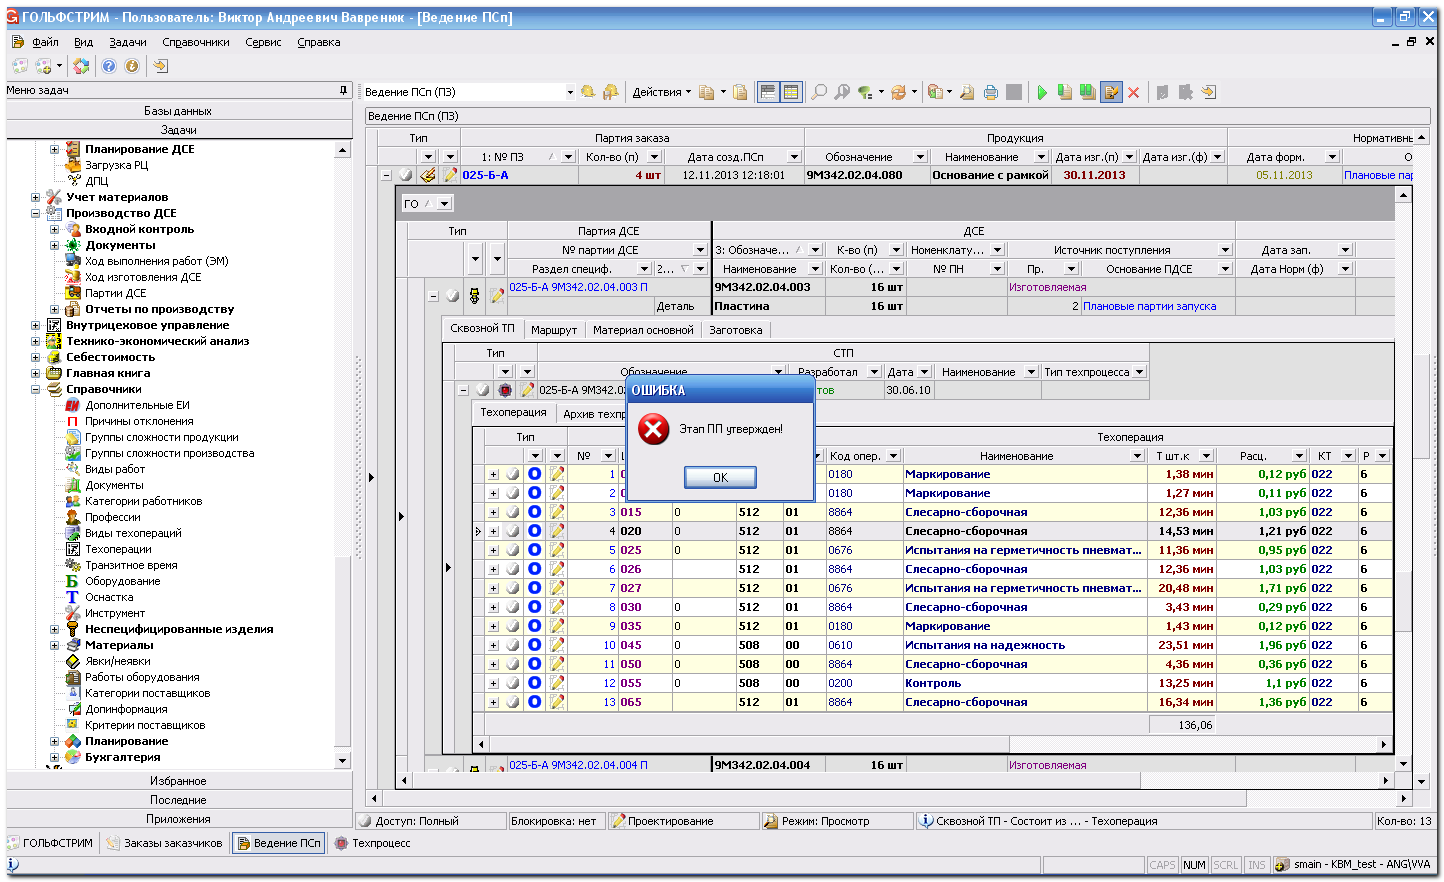 ГОЛЬФСТРИМ - Пользователь: Виктор Андреевич Вавренюк - [Ведение ПСп]
Файл Вид Задачи Справочники Сервис Справка
Меню задач
Базы данных
Задачи
Планирование ДСЕ
Загрузка РЦ
ДПЦ
Учет материалов
Производство ДСЕ
Входной контроль
Документы
Ход выполнения работ (ЭМ)
Ход изготовления ДСЕ
Партии ДСЕ
Отчеты по производству
Внутрицеховое управление
Технико-экономический анализ
Себестоимость
Главная книга
Справочники
Дополнительные ЕИ
Причины отклонения
Группы сложности продукции
Группы сложности производства
Виды работ
Документы
Категории работников
Профессии
Виды техопераций
Техоперации
Транзитное время
Оборудование
Оснастка
Инструмент
Неспецифицированные изделия
Материалы
Явки/неявки
Работы оборудования
Категории поставщиков
Допинформация
Критерии поставщиков
Планирование
Бухгалтерия
Избранное
Последние
Приложения
Ведение ПСп (ПЗ) Действия
Ведение ПСп (ПЗ)
Тип Партия заказа Продукция Нормативнь
1: № ПЗ Кол-во (п) Дата созд.ПСп Обозначение Наименование Дата изг.(п) Дата изг.(ф) Дата форм. О
025-Б-А 4 шт 12.11.2013 12:18:01 9М342.02.04.080 Основание с рамкой 30.11.2013 05.11.2013 Плановые пар
ГО
Тип Партия ДСЕ ДСЕ
№ партии ДСЕ 3: Обозначе... К-во (п) Номенклату... Источник поступления Дата зап.
Раздел специф. 2... Наименование Кол-во (... № ПН Пр. Основание ПДСЕ Дата Норм (ф)
025-Б-А 9М342.02.04.003 П 9М342.02.04.003 16 шт Изготовляемая
Деталь Пластина 16 шт 2 Плановые партии запуска
Сквозной ТП Маршрут Материал основной Заготовка
Тип СТП
Обозначение Разработал Дата Наименование Тип техпроцесса
025-Б-А 9М342.0 тов 30.06.10
Техоперация Архив техпр
Тип Техоперация
№ Код опер. Наименование Т шт.к Расц. КТ Р
1 0 0180 Маркирование 1,38 мин 0,12 руб 022 6
2 0 0180 Маркирование 1,27 мин 0,11 руб 022 6
3 015 0 512 01 8864 Слесарно-сборочная 12,36 мин 1,03 руб 022 6
4 020 0 512 01 8864 Слесарно-сборочная 14,53 мин 1,21 руб 022 6
5 025 0 512 01 0676 Испытания на герметичность пневмат... 11,36 мин 0,95 руб 022 6
6 026 512 01 8864 Слесарно-сборочная 12,36 мин 1,03 руб 022 6
7 027 512 01 0676 Испытания на герметичность пневмат... 20,48 мин 1,71 руб 022 6
8 030 0 512 01 8864 Слесарно-сборочная 3,43 мин 0,29 руб 022 6
9 035 0 512 01 0180 Маркирование 1,43 мин 0,12 руб 022 6
10 045 0 508 00 0610 Испытания на надежность 23,51 мин 1,96 руб 022 6
11 050 0 508 00 8864 Слесарно-сборочная 4,36 мин 0,36 руб 022 6
12 055 0 508 00 0200 Контроль 13,25 мин 1,1 руб 022 6
13 065 512 01 8864 Слесарно-сборочная 16,34 мин 1,36 руб 022 6
136,06
025-Б-А 9М342.02.04.004 П 9М342.02.04.004 16 шт Изготовляемая
ОШИБКА
Этап ПП утвержден!
OK
Доступ: Полный Блокировка: нет Проектирование Режим: Просмотр Сквозной ТП - Состоит из ... - Техоперация Кол-во: 13
ГОЛЬФСТРИМ Заказы заказчиков Ведение ПСп Техпроцесс
CAPS NUM SCRL INS smain - KBM_test - ANG\VVA